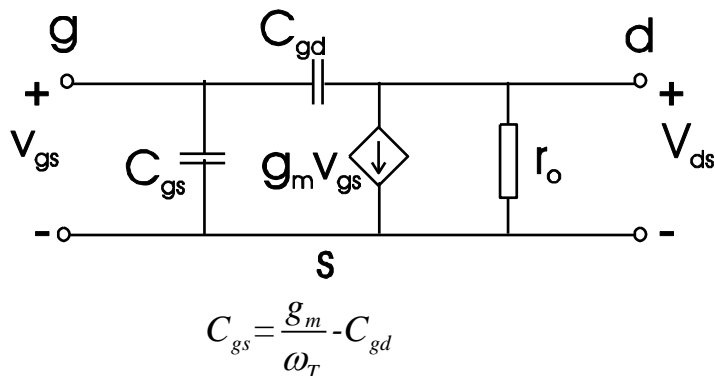 g C_gd d
+ +
v_gs C_gs g_m v_gs r_o V_ds
- -
s
C_gs = g_m / ω_T - C_gd